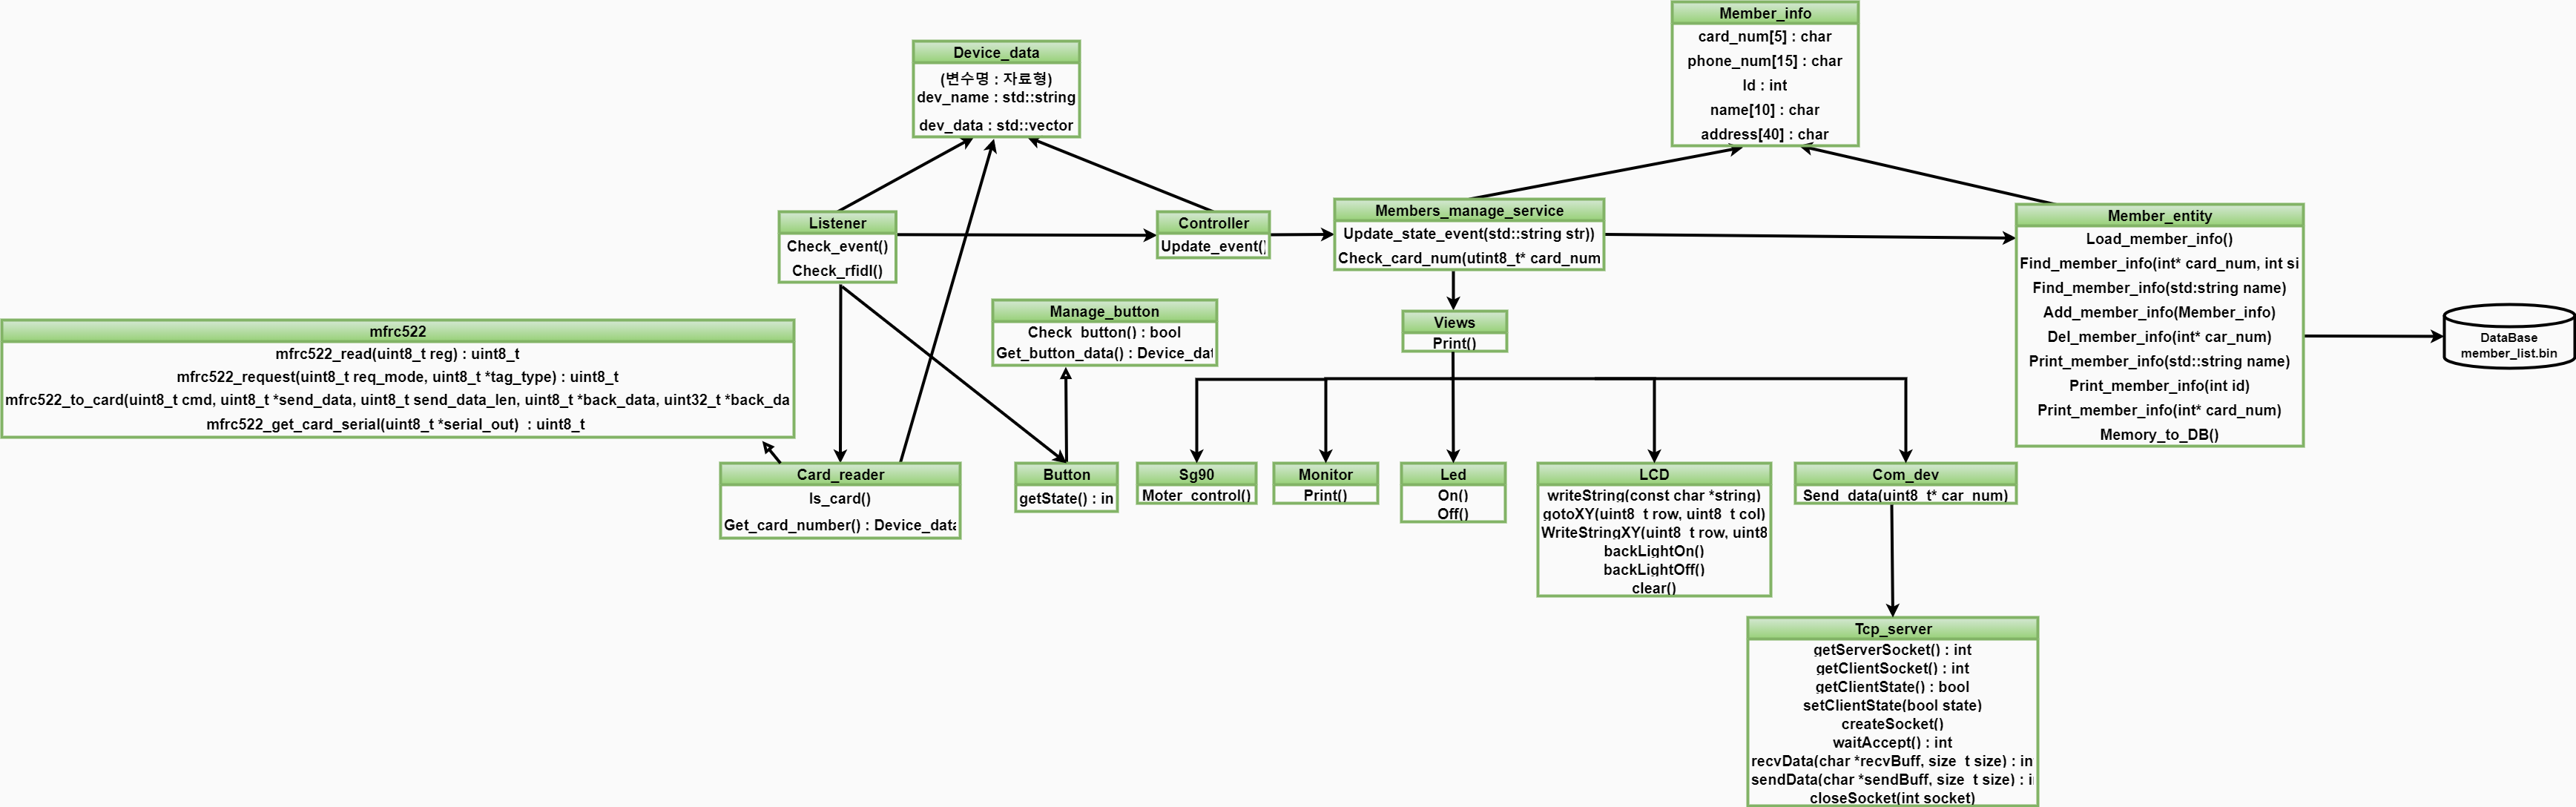 Member_info
card_num[5] : char
phone_num[15] : char
Id : int
name[10] : char
address[40] : char
Device_data
(변수명 : 자료형)
dev_name : std::string
dev_data : std::vector
Listener
Check_event()
Check_rfidI()
Controller
Update_event()
Members_manage_service
Update_state_event(std::string str))
Check_card_num(utint8_t* card_num
Member_entity
Load_member_info()
Find_member_info(int* card_num, int si
Find_member_info(std:string name)
Add_member_info(Member_info)
Del_member_info(int* car_num)
Print_member_info(std::string name)
Print_member_info(int id)
Print_member_info(int* card_num)
Memory_to_DB()
DataBase
member_list.bin
mfrc522
mfrc522_read(uint8_t reg) : uint8_t
mfrc522_request(uint8_t req_mode, uint8_t *tag_type) : uint8_t
mfrc522_to_card(uint8_t cmd, uint8_t *send_data, uint8_t send_data_len, uint8_t *back_data, uint32_t *back_da
mfrc522_get_card_serial(uint8_t *serial_out) : uint8_t
Manage_button
Check_button() : bool
Get_button_data() : Device_dat
Views
Print()
Card_reader
Is_card()
Get_card_number() : Device_data
Button
getState() : in
Sg90
Moter_control()
Monitor
Print()
Led
On()
Off()
LCD
writeString(const char *string)
gotoXY(uint8_t row, uint8_t col)
WriteStringXY(uint8_t row, uint8
backLightOn()
backLightOff()
clear()
Com_dev
Send_data(uint8_t* car_num)
Tcp_server
getServerSocket() : int
getClientSocket() : int
getClientState() : bool
setClientState(bool state)
createSocket()
waitAccept() : int
recvData(char *recvBuff, size_t size) : in
sendData(char *sendBuff, size_t size) : i
closeSocket(int socket)